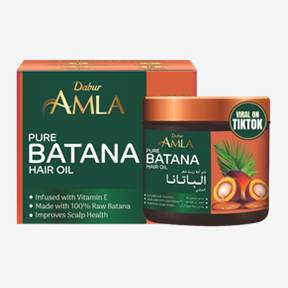 Dabur
AMLA
PURE
BATANA
HAIR OIL
• Infused with Vitamin E
• Made with 100% Raw Batana
• Improves Scalp Health
VIRAL ON
TIKTOK
Dabur
AMLA
PURE
BATANA
HAIR OIL
الباتانا